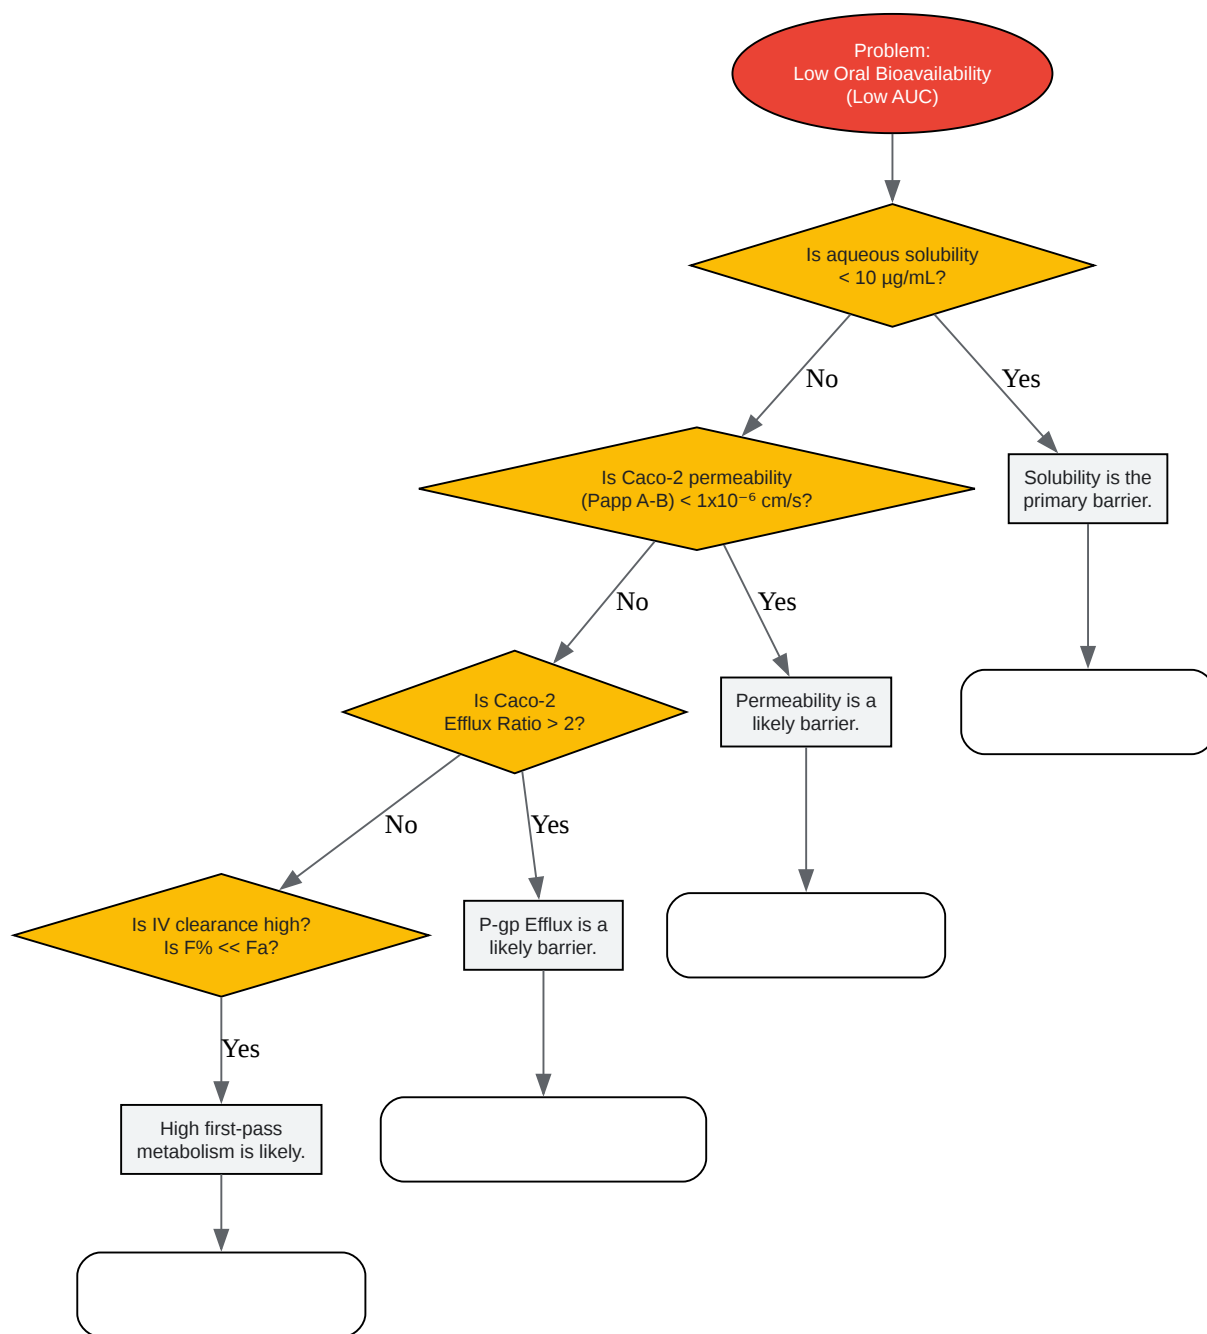 Problem:
Low Oral Bioavailability
(Low AUC)
Is aqueous solubility
< 10 µg/mL?
No
Yes
Is Caco-2 permeability
(Papp A-B) < 1x10⁻⁶ cm/s?
Solubility is the
primary barrier.
No
Yes
Is Caco-2
Efflux Ratio > 2?
Permeability is a
likely barrier.
No
Yes
Is IV clearance high?
Is F% << Fa?
P-gp Efflux is a
likely barrier.
Yes
High first-pass
metabolism is likely.